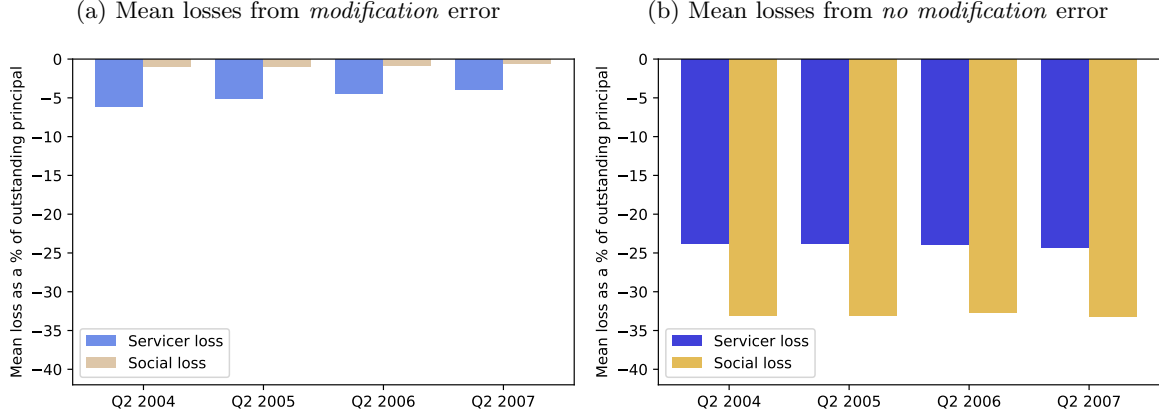 (a) Mean losses from modification error
Mean loss as a % of outstanding principal
0
−5
−10
−15
−20
−25
−30
−35
−40
Servicer loss
Social loss
Q2 2004 Q2 2005 Q2 2006 Q2 2007
(b) Mean losses from no modification error
Mean loss as a % of outstanding principal
0
−5
−10
−15
−20
−25
−30
−35
−40
Servicer loss
Social loss
Q2 2004 Q2 2005 Q2 2006 Q2 2007